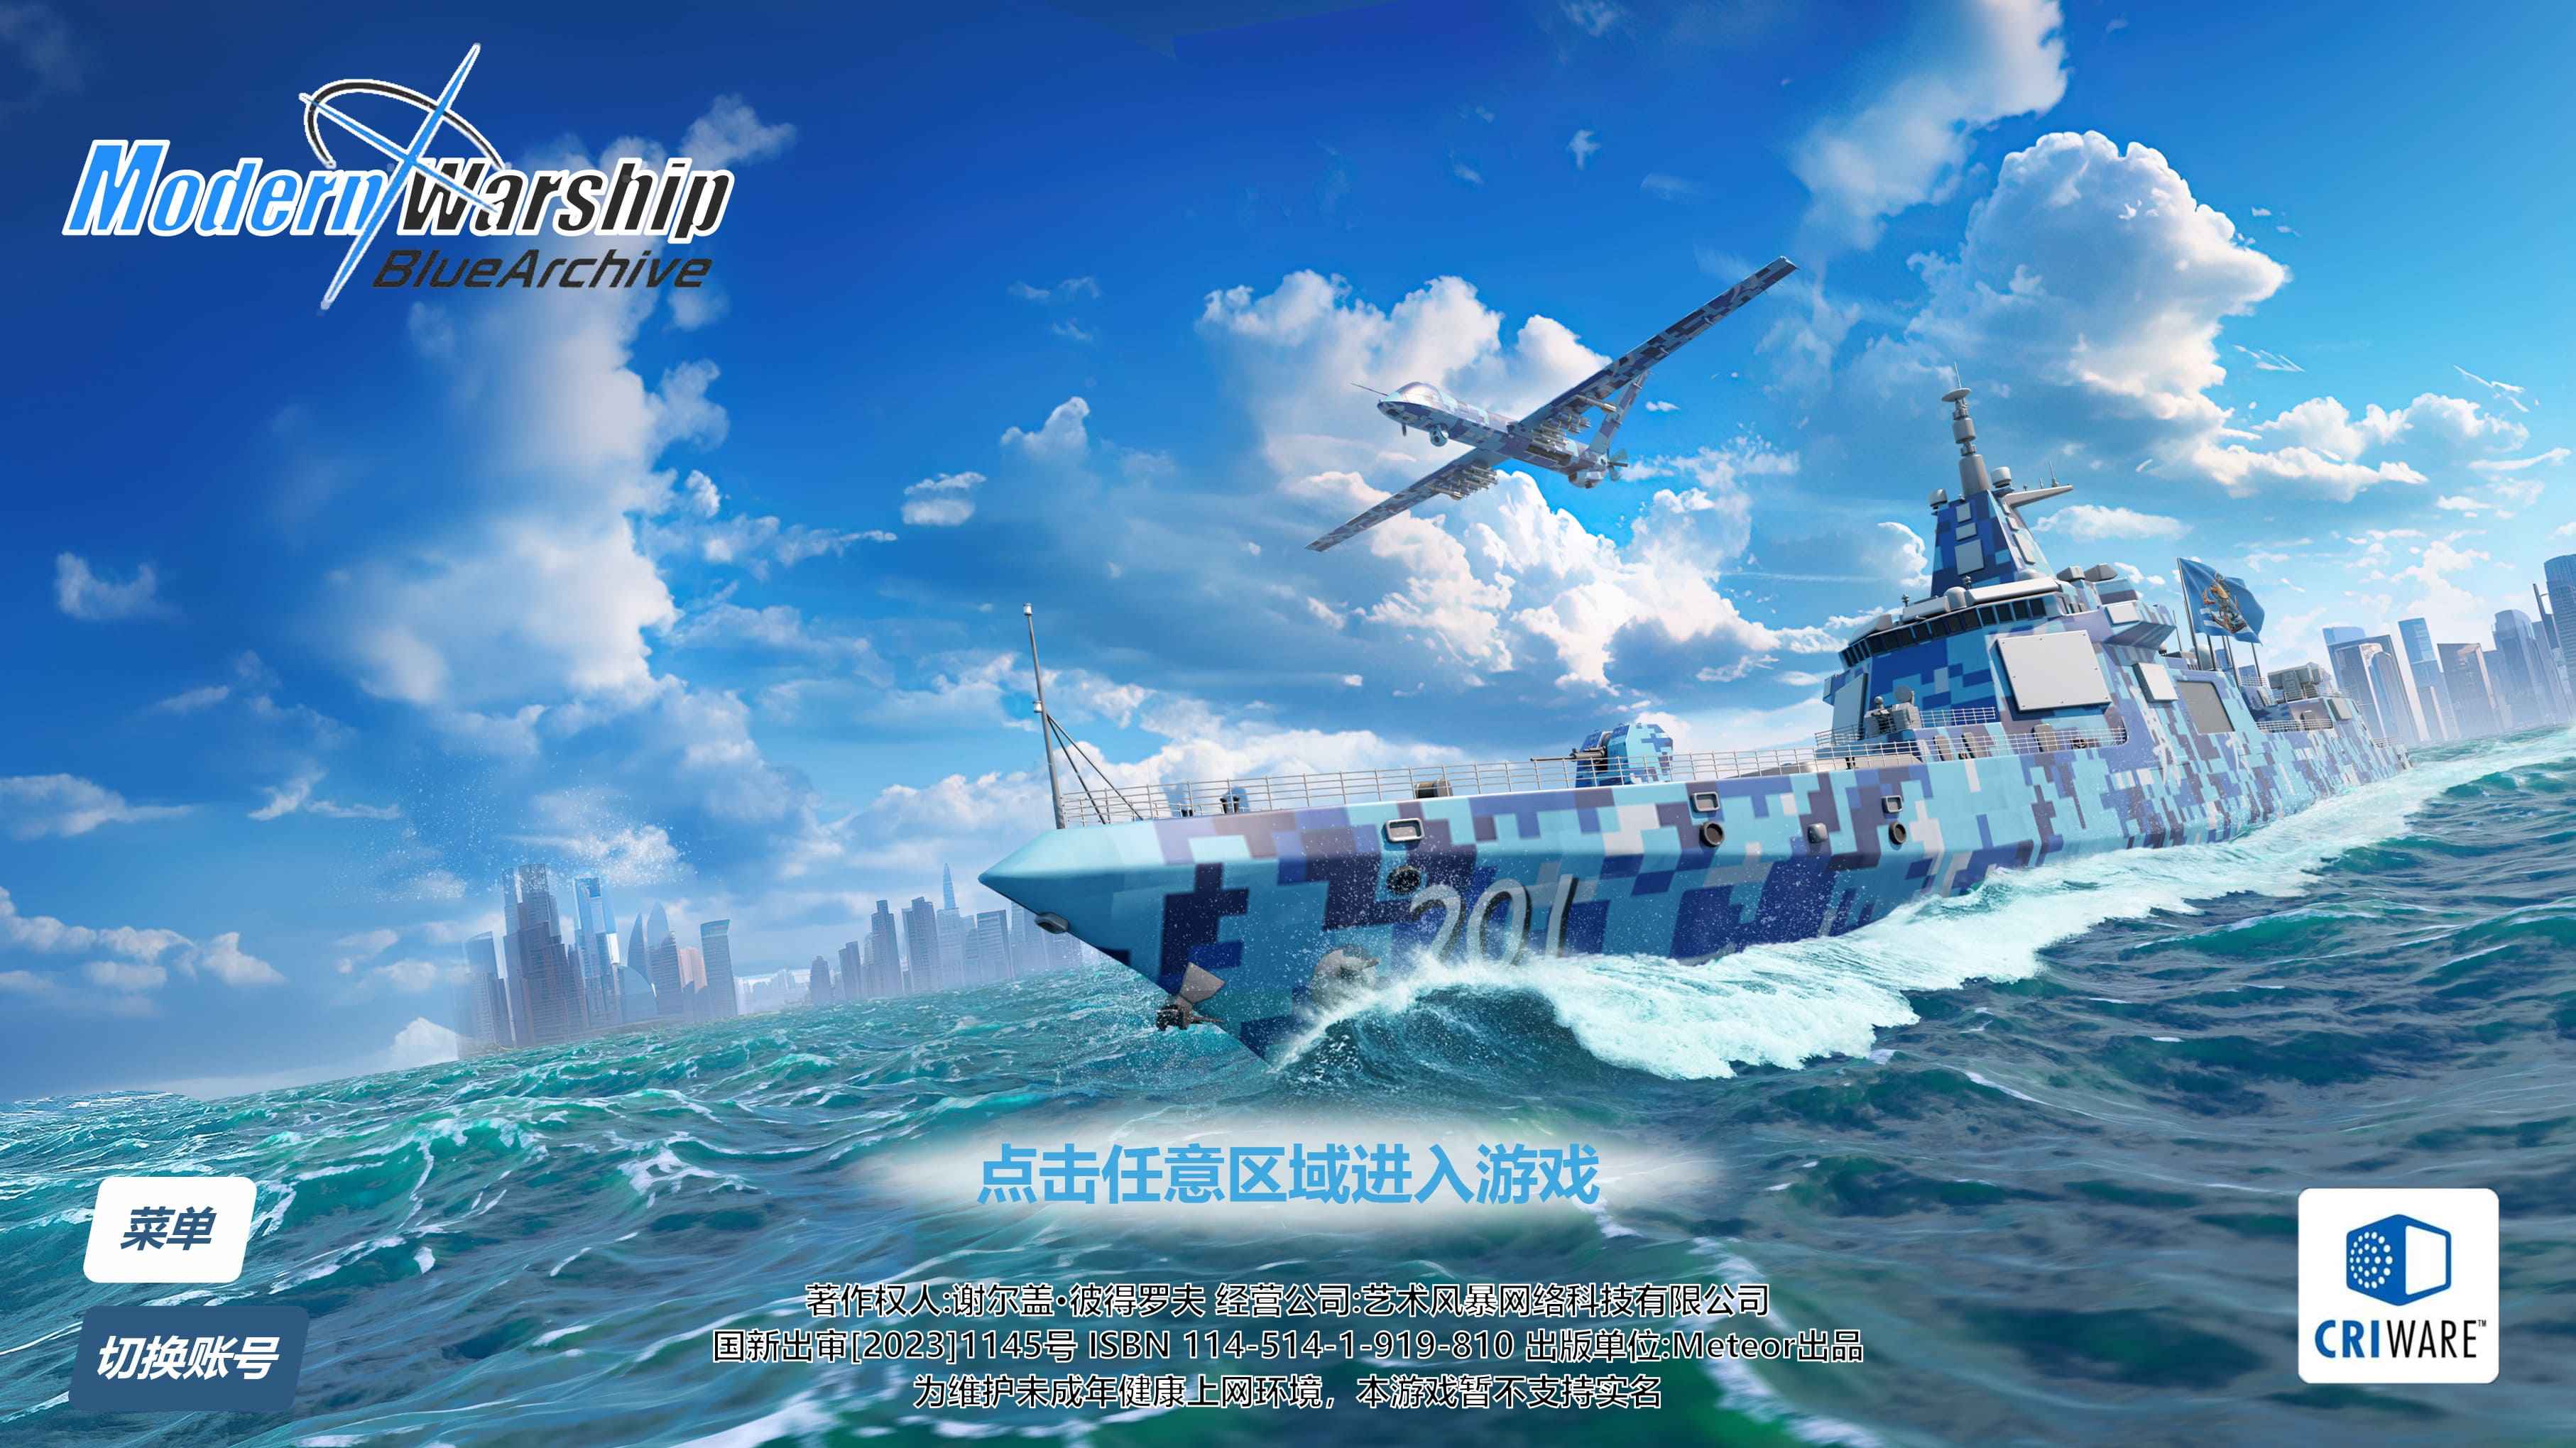 Modern Warship
BlueArchive
201
点击任意区域进入游戏
菜单
切换账号
著作权人:谢尔盖•彼得罗夫 经营公司:艺术风暴网络科技有限公司
国新出审[2023]1145号 ISBN 114-514-1-919-810 出版单位:Meteor出品
为维护未成年健康上网环境，本游戏暂不支持实名
CRIWARE™